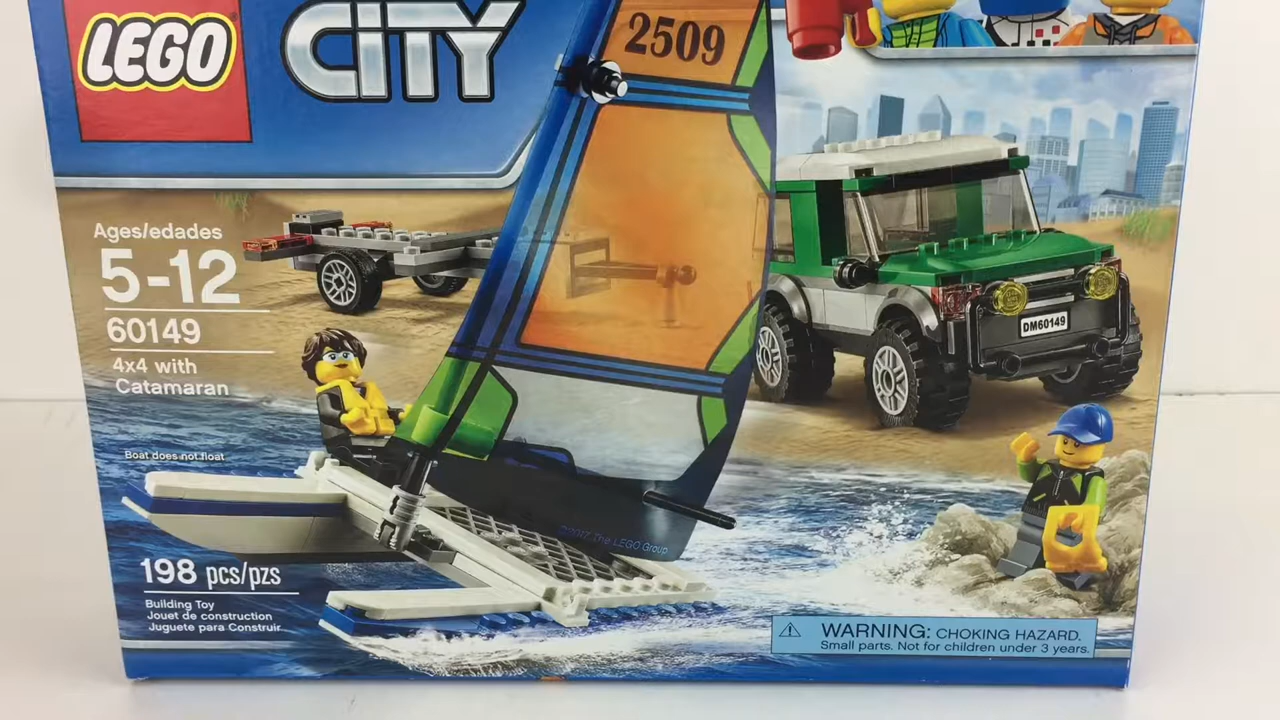 LEGO
CITY
2509
Ages/edades
5-12
60149
4x4 with
Catamaran
DM60149
Boat does not float
©2017 The LEGO Group
198 pcs/pzs
Building Toy
Jouet de construction
Juguete para Construir
WARNING: CHOKING HAZARD.
Small parts. Not for children under 3 years.